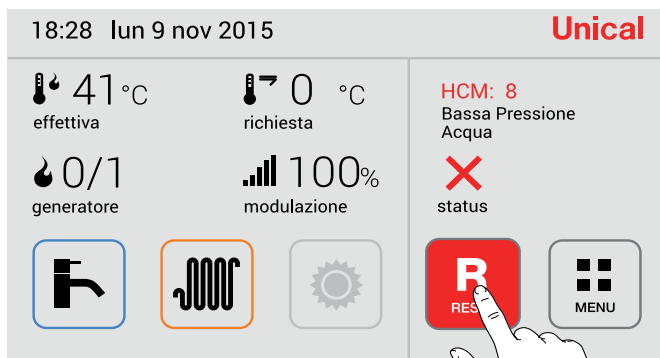 18:28 lun 9 nov 2015
Unical
41°C
effettiva
0 °C
richiesta
0/1
generatore
100%
modulazione
HCM: 8
Bassa Pressione
Acqua
status
R
RES
MENU